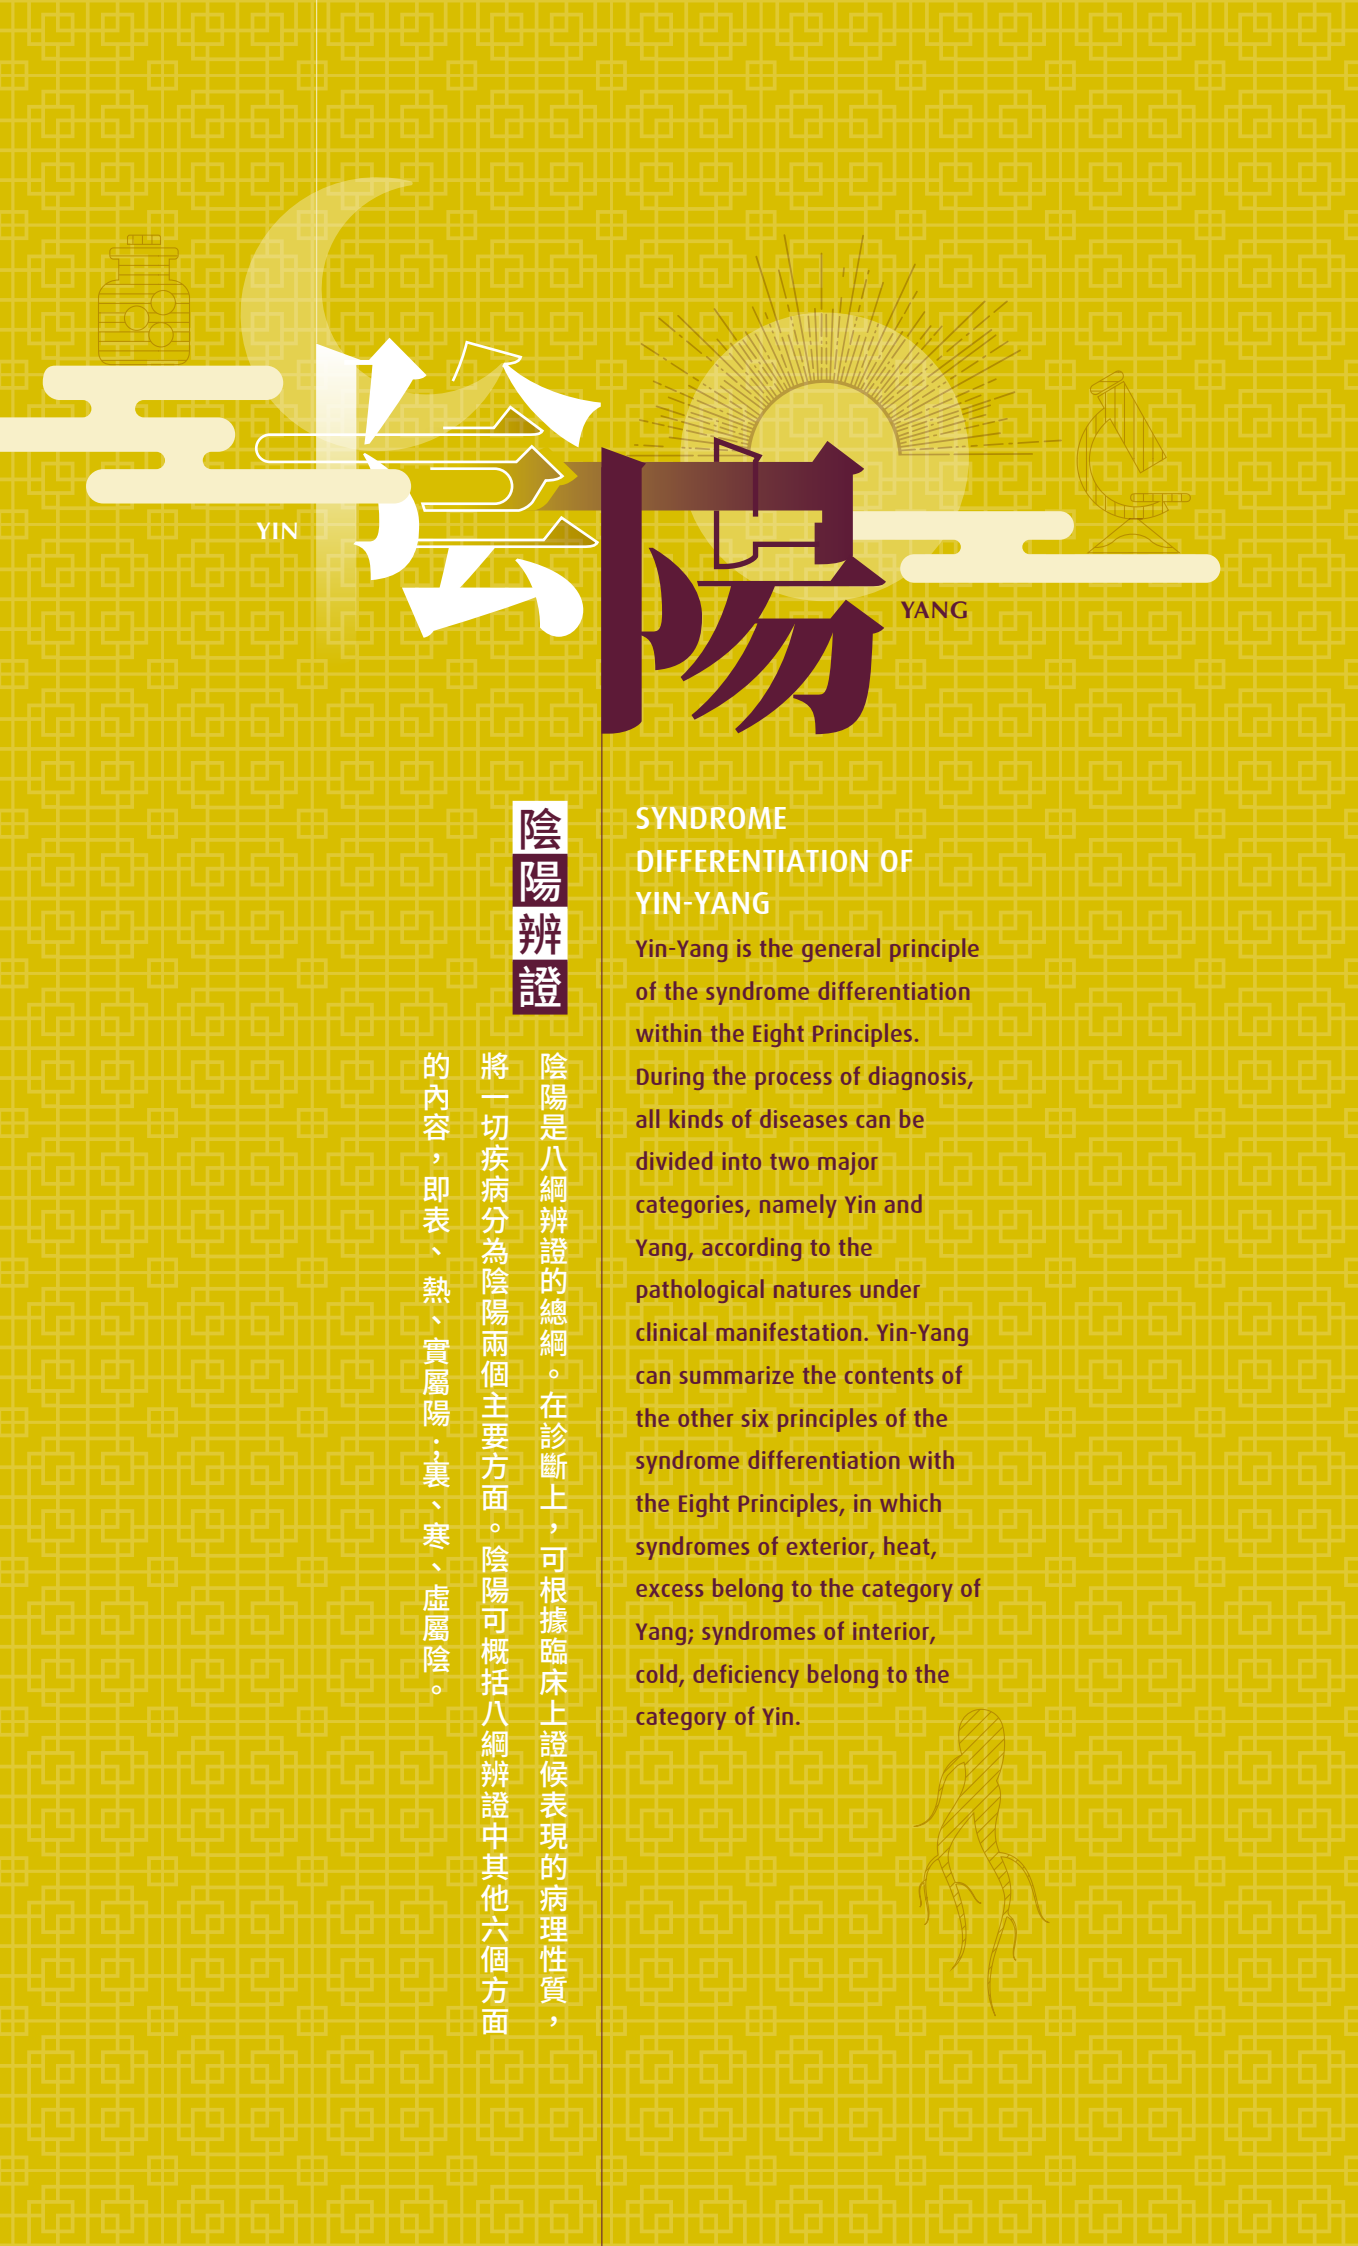 陰
YIN
陽
YANG
陰陽辨證
陰陽是八綱辨證的總綱。在診斷上，可根據臨床上證候表現的病理性質，
將一切疾病分為陰陽兩個主要方面。陰陽可概括八綱辨證中其他六個方面
的內容，即表、熱、實屬陽；裏、寒、虛屬陰。
SYNDROME
DIFFERENTIATION OF
YIN-YANG
Yin-Yang is the general principle
of the syndrome differentiation
within the Eight Principles.
During the process of diagnosis,
all kinds of diseases can be
divided into two major
categories, namely Yin and
Yang, according to the
pathological natures under
clinical manifestation. Yin-Yang
can summarize the contents of
the other six principles of the
syndrome differentiation with
the Eight Principles, in which
syndromes of exterior, heat,
excess belong to the category of
Yang; syndromes of interior,
cold, deficiency belong to the
category of Yin.